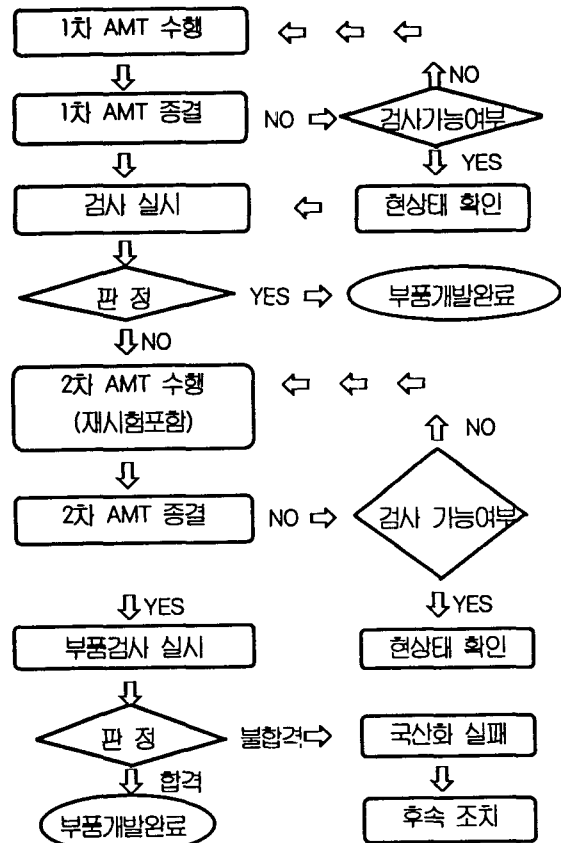 1차 AMT 수행
NO
1차 AMT 종결
NO
검사가능여부
YES
검사 실시
현상태 확인
판 정
YES
부품개발완료
NO
2차 AMT 수행
(재시험포함)
NO
2차 AMT 종결
NO
검사 가능여부
YES
YES
부품검사 실시
현상태 확인
판 정
불합격
국산화 실패
합격
부품개발완료
후속 조치